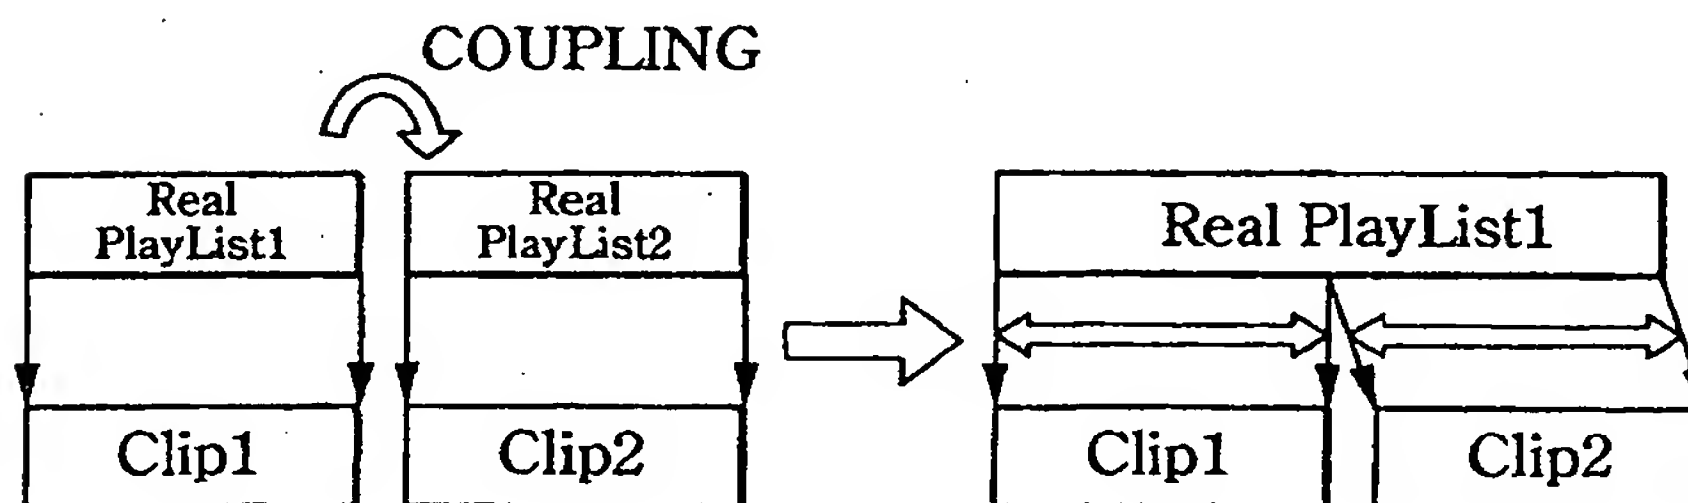 COUPLING
Real
PlayList1
Real
PlayList2
Real PlayList1
Clip1
Clip2
Clip1
Clip2